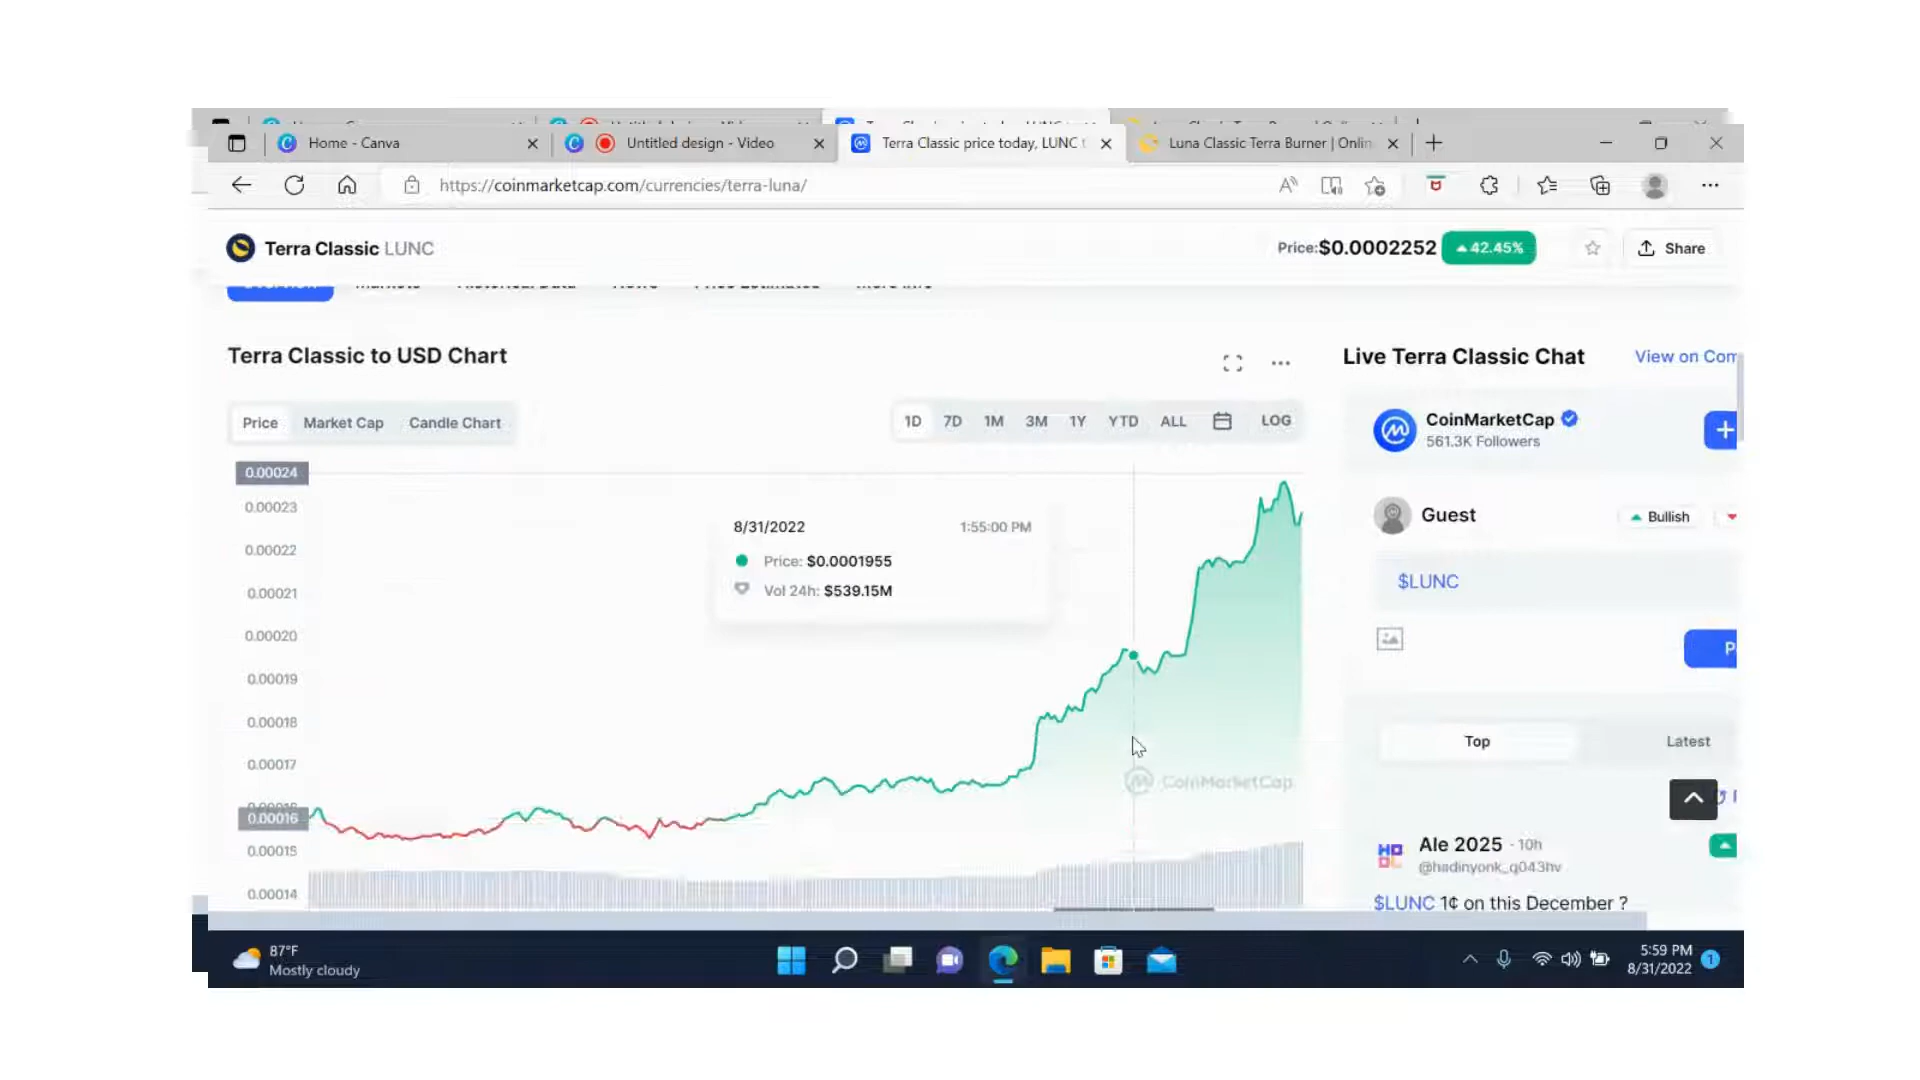 Home - Canva
Untitled design - Video
Terra Classic price today, LUNC t
Luna Classic Terra Burner | Onlin
https://coinmarketcap.com/currencies/terra-luna/
Terra Classic LUNC
Price:$0.0002252
42.45%
Share
Terra Classic to USD Chart
Live Terra Classic Chat
View on Com
Price
Market Cap
Candle Chart
1D
7D
1M
3M
1Y
YTD
ALL
LOG
CoinMarketCap
561.3K Followers
0.00024
0.00023
0.00022
0.00021
0.00020
0.00019
0.00018
0.00017
0.00016
0.00015
0.00014
8/31/2022
1:55:00 PM
Price: $0.0001955
Vol 24h: $539.15M
CoinMarketCap
Guest
Bullish
$LUNC
Top
Latest
Ale 2025 · 10h
@hadinyonk_q043hv
$LUNC 1¢ on this December ?
87°F
Mostly cloudy
5:59 PM
8/31/2022
1